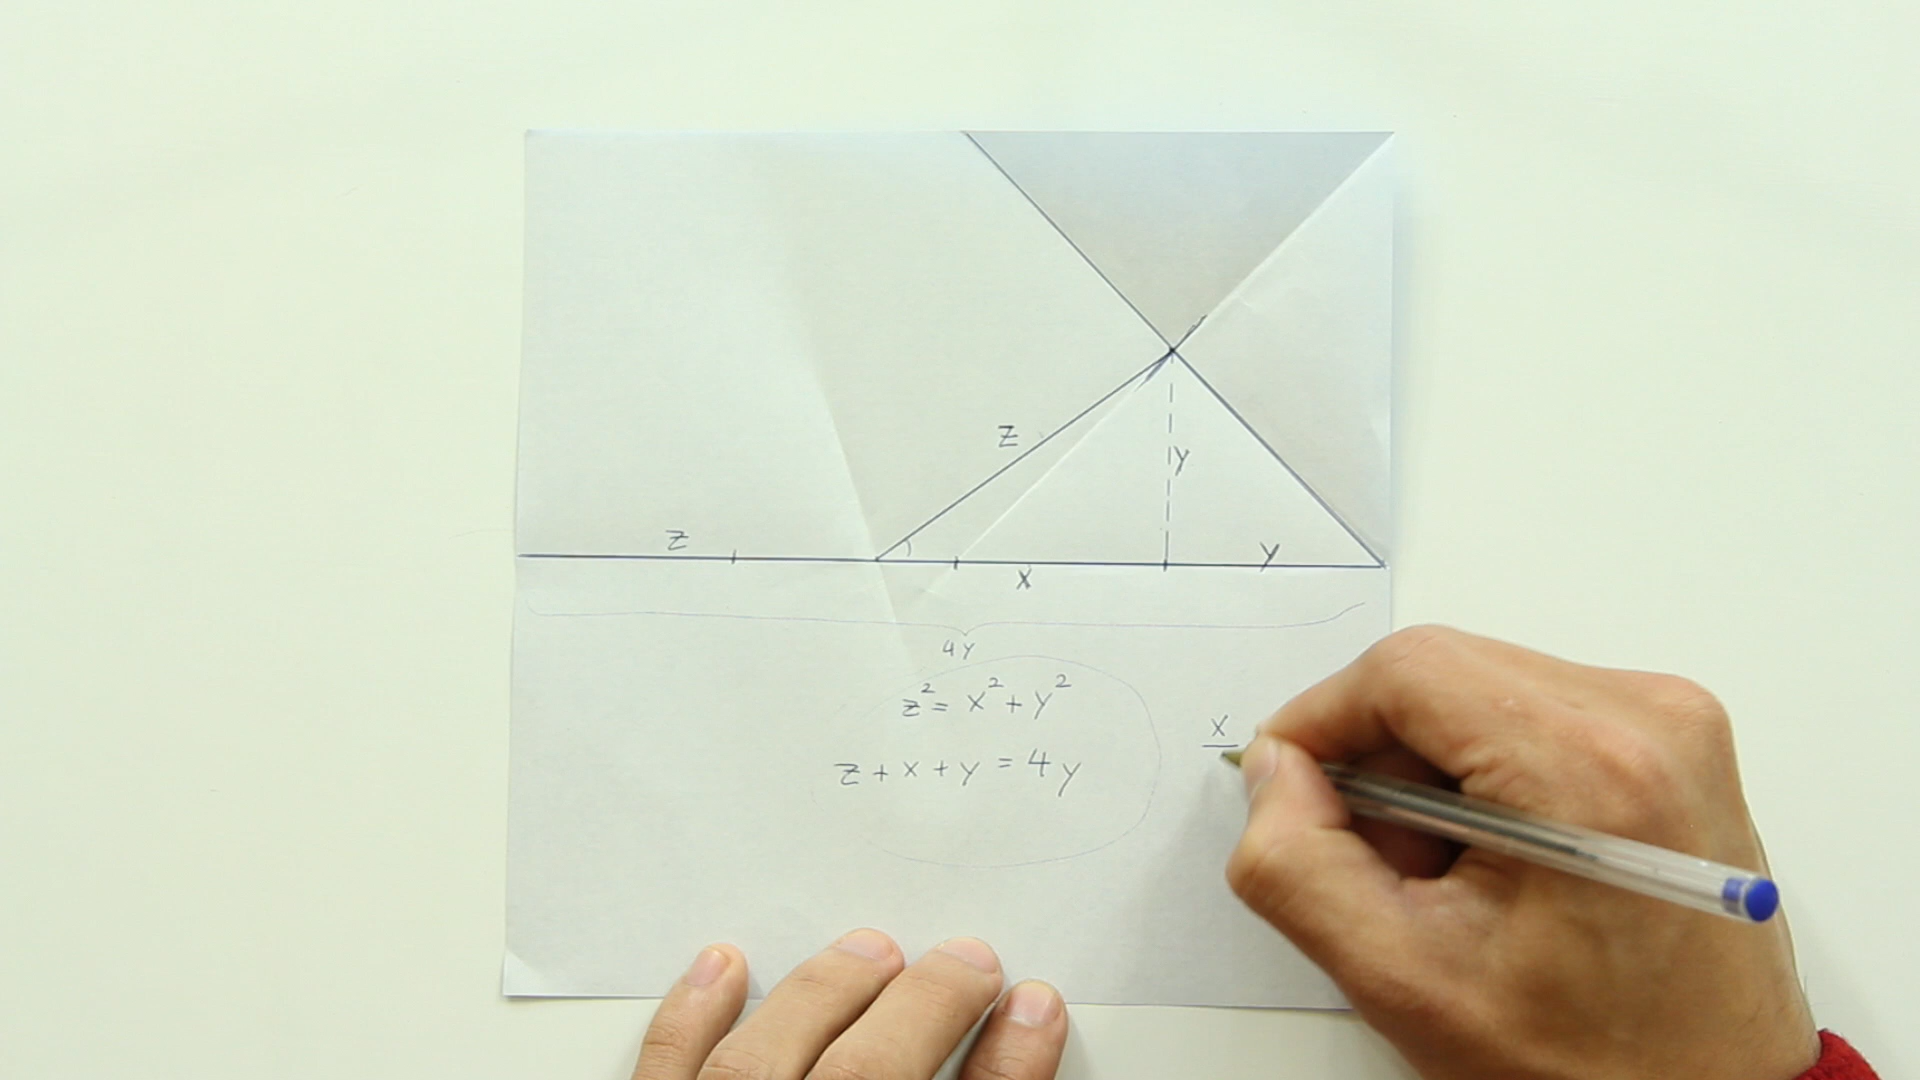 z
y
z
y
x
4y
z² = x² + y²
z + x + y = 4y
x